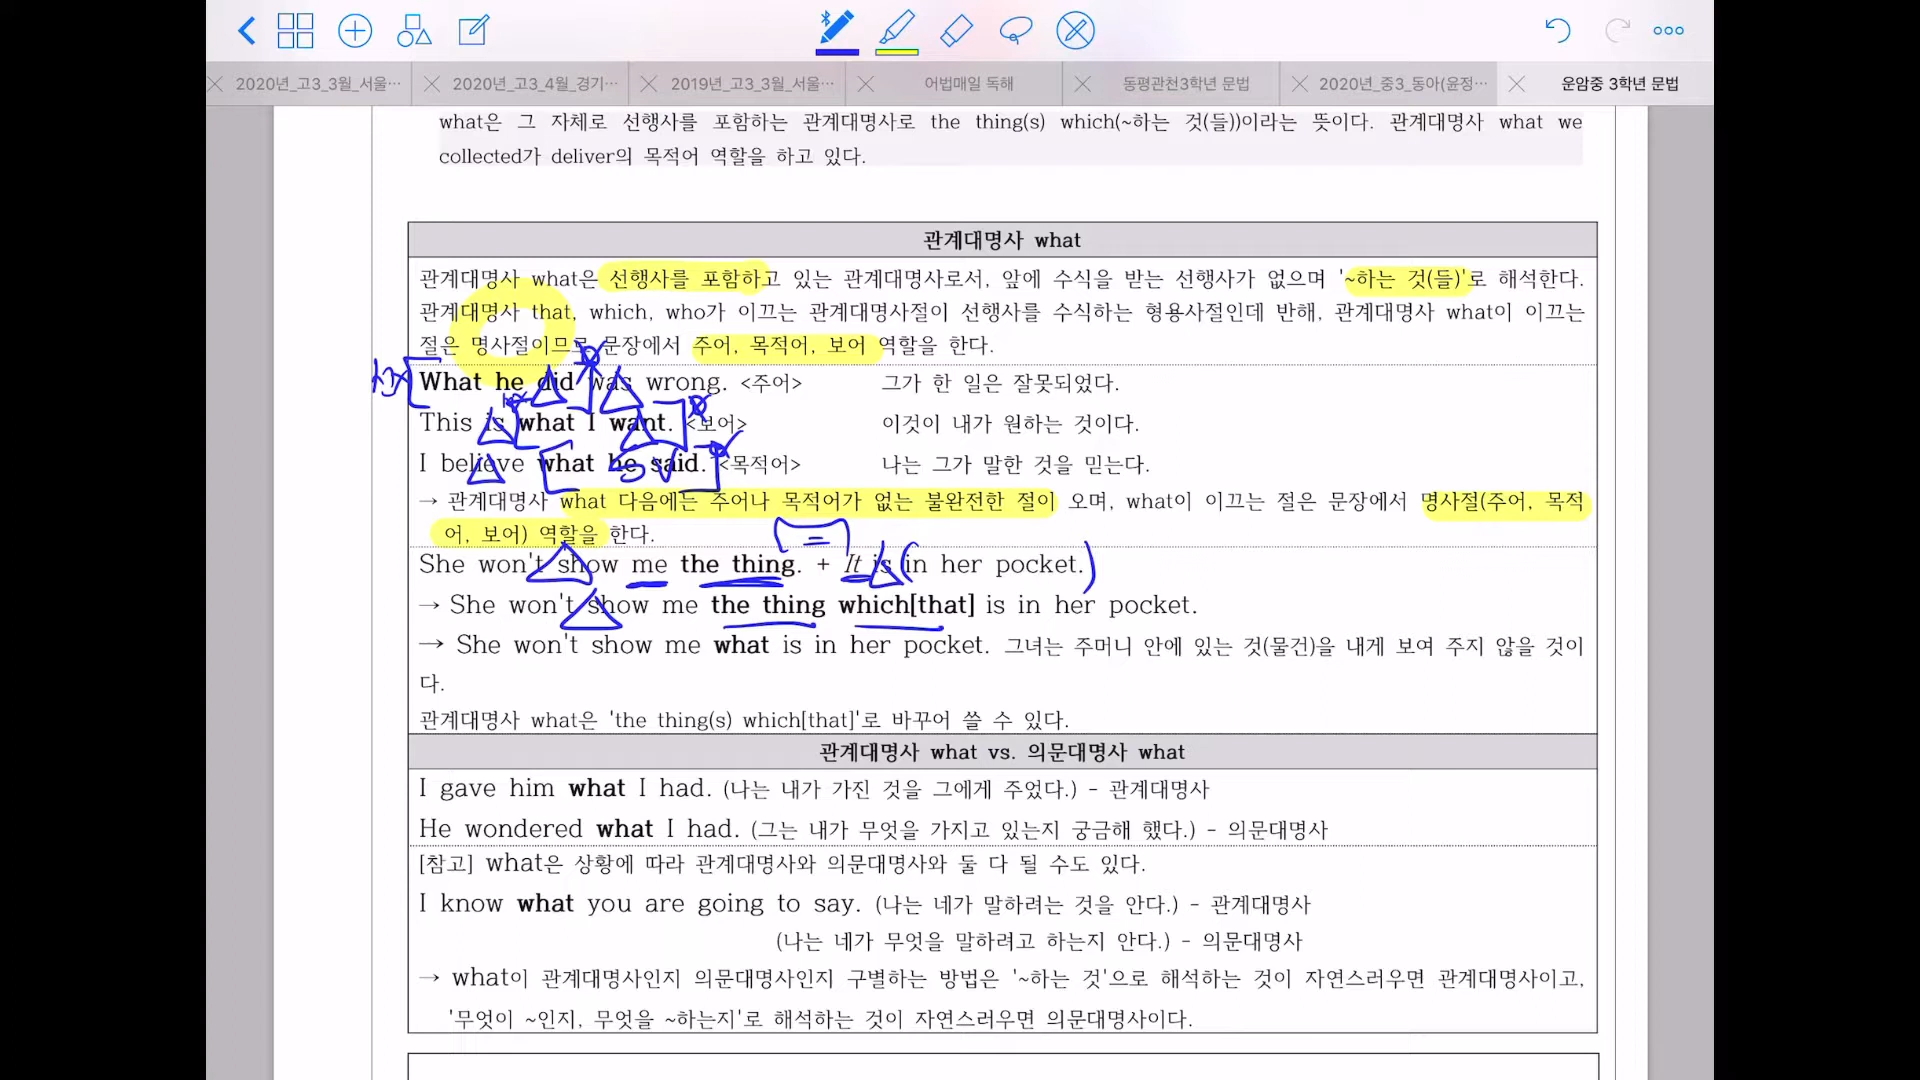 2020년_고3_3월_서울…
2020년_고3_4월_경기…
2019년_고3_3월_서울…
어법매일 독해
동평관천3학년 문법
2020년_중3_동아(윤정…
운암중 3학년 문법
what은 그 자체로 선행사를 포함하는 관계대명사로 the thing(s) which(~하는 것(들))이라는 뜻이다. 관계대명사 what we
collected가 deliver의 목적어 역할을 하고 있다.
관계대명사 what
관계대명사 what은 선행사를 포함하고 있는 관계대명사로서, 앞에 수식을 받는 선행사가 없으며 '~하는 것(들)'로 해석한다.
관계대명사 that, which, who가 이끄는 관계대명사절이 선행사를 수식하는 형용사절인데 반해, 관계대명사 what이 이끄는
절은 명사절이므로 문장에서 주어, 목적어, 보어 역할을 한다.
What he did was wrong. <주어> 그가 한 일은 잘못되었다.
This is what I want. <보어> 이것이 내가 원하는 것이다.
I believe what he said. <목적어> 나는 그가 말한 것을 믿는다.
S V
→ 관계대명사 what 다음에는 주어나 목적어가 없는 불완전한 절이 오며, what이 이끄는 절은 문장에서 명사절(주어, 목적
어, 보어) 역할을 한다.
=
She won't show me the thing. + It is (in her pocket.)
→ She won't show me the thing which[that] is in her pocket.
→ She won't show me what is in her pocket. 그녀는 주머니 안에 있는 것(물건)을 내게 보여 주지 않을 것이
다.
관계대명사 what은 'the thing(s) which[that]'로 바꾸어 쓸 수 있다.
관계대명사 what vs. 의문대명사 what
I gave him what I had. (나는 내가 가진 것을 그에게 주었다.) - 관계대명사
He wondered what I had. (그는 내가 무엇을 가지고 있는지 궁금해 했다.) - 의문대명사
[참고] what은 상황에 따라 관계대명사와 의문대명사와 둘 다 될 수도 있다.
I know what you are going to say. (나는 네가 말하려는 것을 안다.) - 관계대명사
(나는 네가 무엇을 말하려고 하는지 안다.) - 의문대명사
→ what이 관계대명사인지 의문대명사인지 구별하는 방법은 '~하는 것'으로 해석하는 것이 자연스러우면 관계대명사이고,
'무엇이 ~인지, 무엇을 ~하는지'로 해석하는 것이 자연스러우면 의문대명사이다.